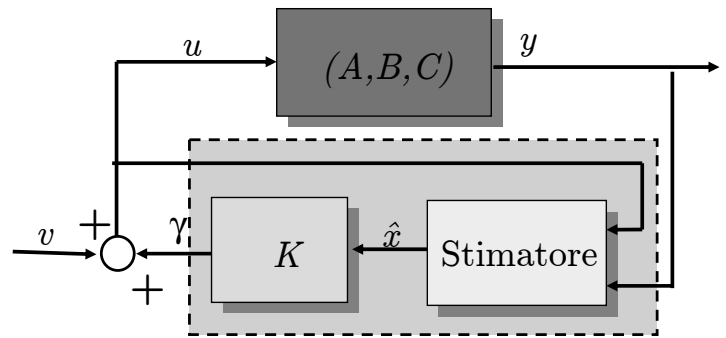 u
(A,B,C)
y
v
+
γ
K
x̂
Stimatore
+